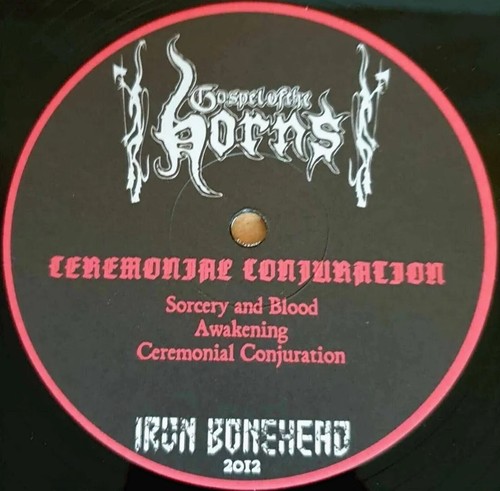 Gospel of the
horns
CEREMONIAL CONJURATION
Sorcery and Blood
Awakening
Ceremonial Conjuration
IRON BONEHEAD
2012